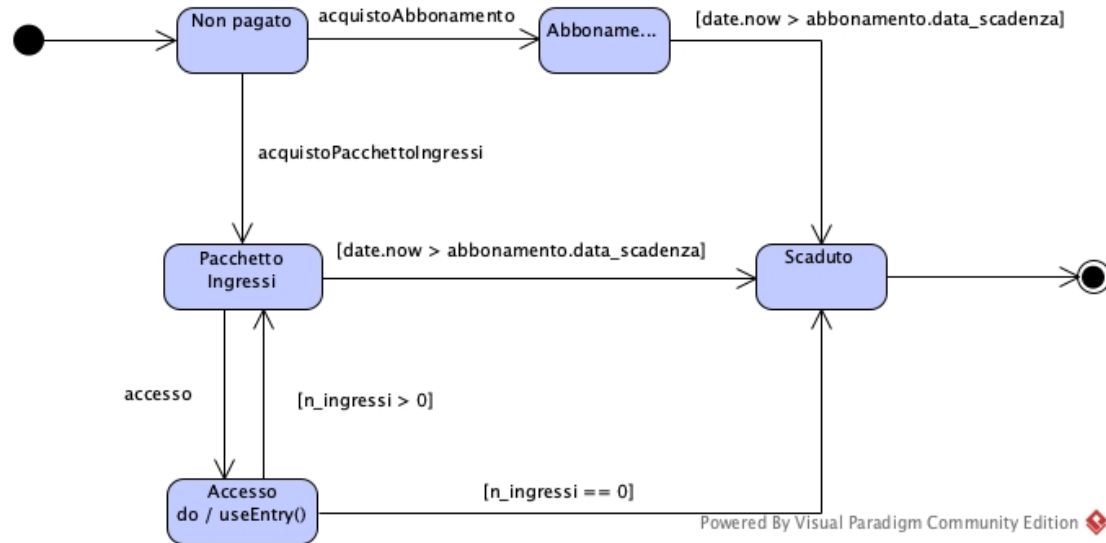 Non pagato
acquistoAbbonamento
Abboname...
[date.now > abbonamento.data_scadenza]
acquistoPacchettoIngressi
Pacchetto
Ingressi
[date.now > abbonamento.data_scadenza]
Scaduto
accesso
[n_ingressi > 0]
Accesso
do / useEntry()
[n_ingressi == 0]
Powered By Visual Paradigm Community Edition